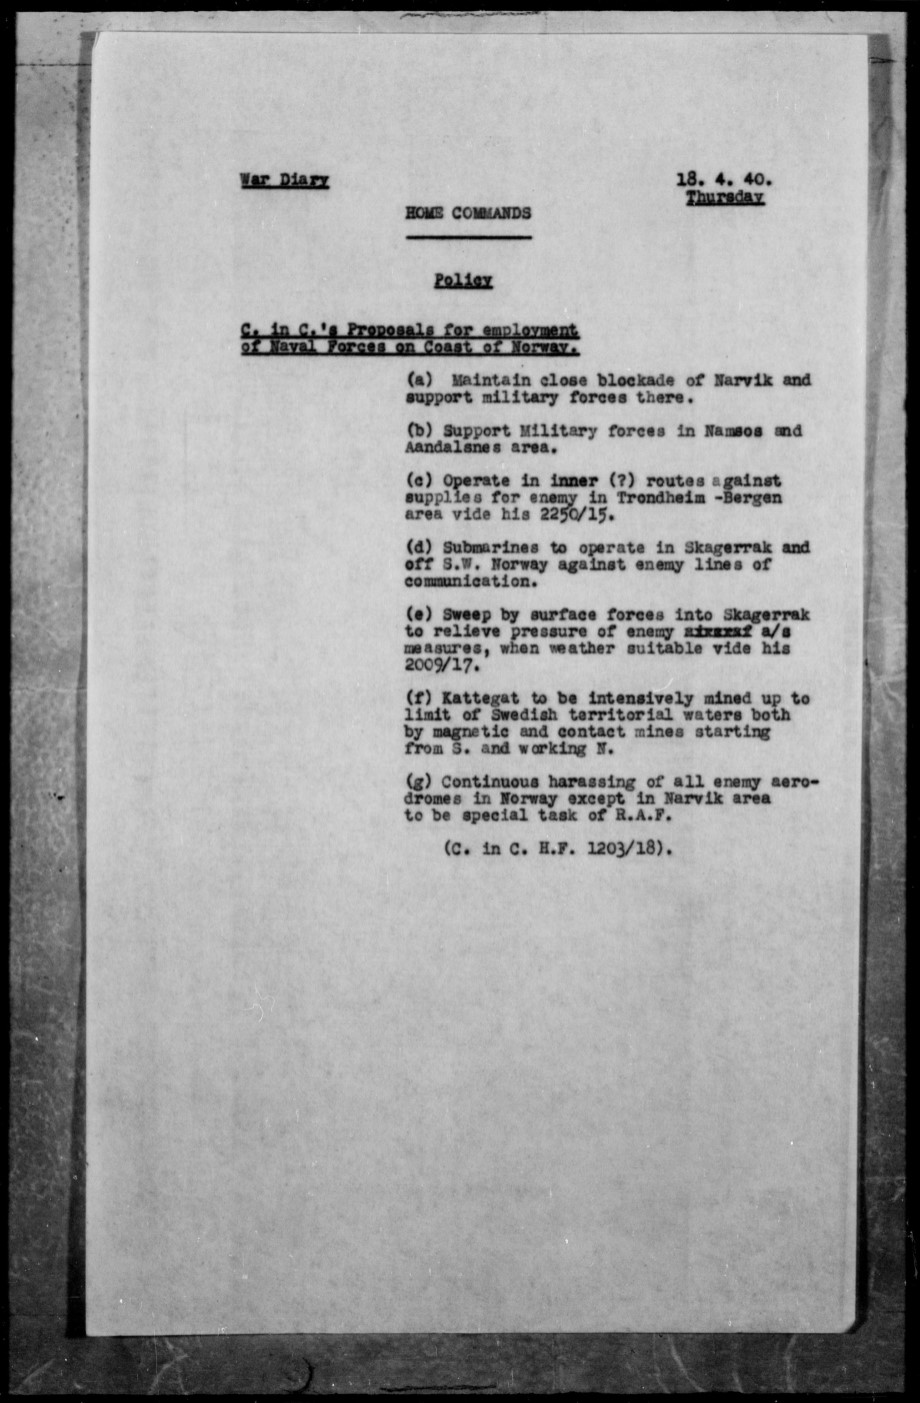 War Diary
18. 4. 40.
Thursday
HOME COMMANDS
Policy
C. in C.'s Proposals for employment
of Naval Forces on Coast of Norway.
(a) Maintain close blockade of Narvik and
support military forces there.
(b) Support Military forces in Namsos and
Aandalsnes area.
(c) Operate in inner (?) routes against
supplies for enemy in Trondheim -Bergen
area vide his 2250/15.
(d) Submarines to operate in Skagerrak and
off S.W. Norway against enemy lines of
communication.
(e) Sweep by surface forces into Skagerrak
to relieve pressure of enemy a/s
measures, when weather suitable vide his
2009/17.
(f) Kattegat to be intensively mined up to
limit of Swedish territorial waters both
by magnetic and contact mines starting
from S. and working N.
(g) Continuous harassing of all enemy aero-
dromes in Norway except in Narvik area
to be special task of R.A.F.
(C. in C. H.F. 1203/18).